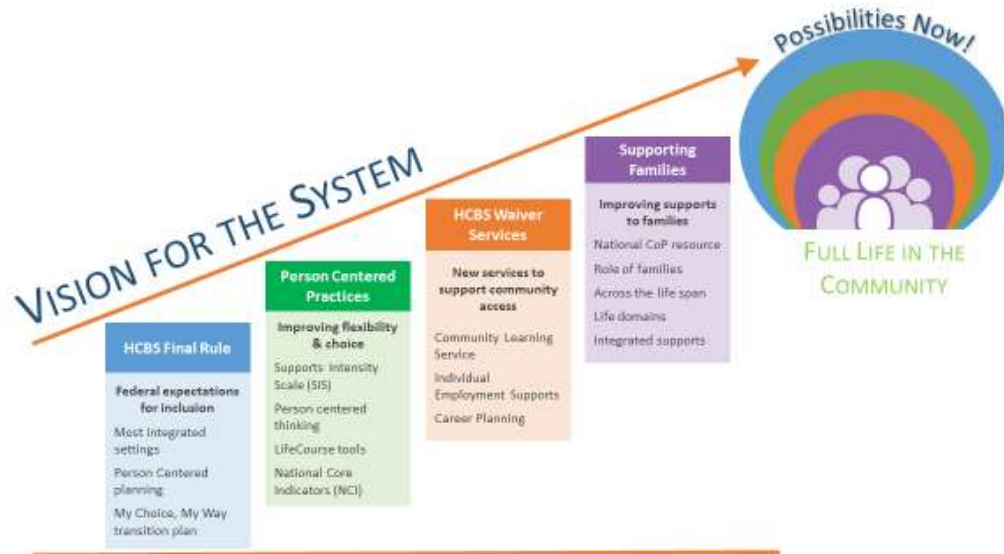 Possibilities Now!
VISION FOR THE SYSTEM
FULL LIFE IN THE
COMMUNITY
HCBS Final Rule
Federal expectations
for inclusion
Most integrated
settings
Person Centered
planning
My Choice, My Way
transition plan
Person Centered
Practices
Improving flexibility
& choice
Supports Intensity
Scale (SIS)
Person centered
thinking
LifeCourse tools
National Core
Indicators (NCI)
HCBS Waiver
Services
New services to
support community
access
Community Learning
Service
Individual
Employment Supports
Career Planning
Supporting
Families
Improving supports
to families
National CoP resource
Role of families
Across the life span
Life domains
Integrated supports